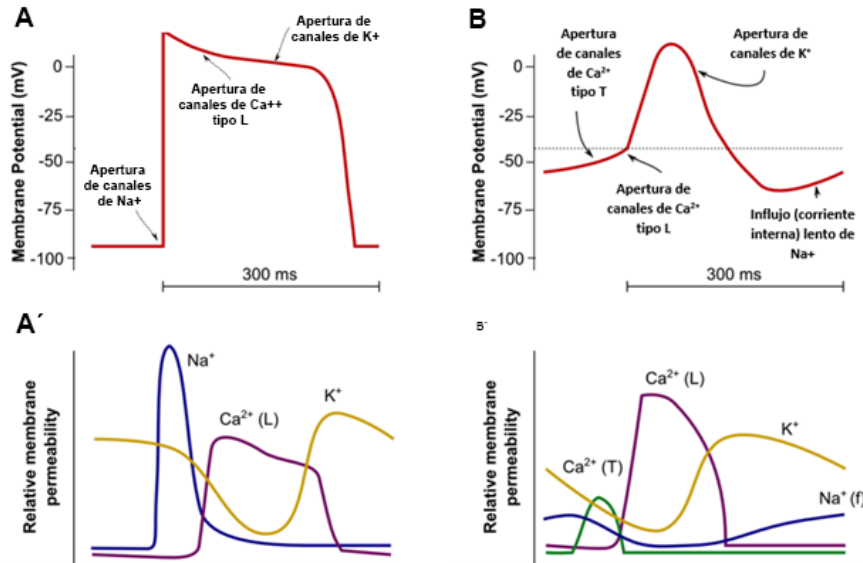 A
Apertura de
canales de K+
Membrane Potential (mV)
0
-25
-50
-75
-100
Apertura de
canales de Ca++
tipo L
Apertura
de canales
de Na+
300 ms
B
Apertura
de canales
de Ca²⁺
tipo T
Apertura de
canales de K⁺
Membrane Potential (mV)
0
-25
-50
-75
-100
Apertura de
canales de Ca²⁺
tipo L
Influjo (corriente
interna) lento de
Na+
300 ms
A´
Relative membrane
permeability
Na⁺
Ca²⁺ (L)
K⁺
B´
Relative membrane
permeability
Ca²⁺ (T)
Ca²⁺ (L)
K⁺
Na⁺ (f)